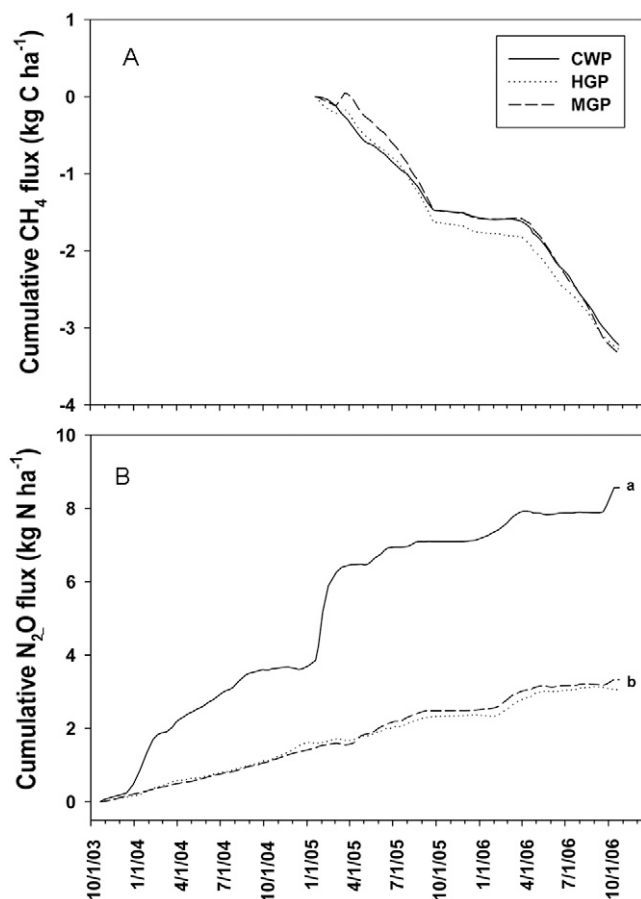 A
CWP
HGP
MGP
Cumulative CH4 flux (kg C ha-1)
1
0
-1
-2
-3
-4
B
a
b
Cumulative N2O flux (kg N ha-1)
10
8
6
4
2
0
10/1/03
1/1/04
4/1/04
7/1/04
10/1/04
1/1/05
4/1/05
7/1/05
10/1/05
1/1/06
4/1/06
7/1/06
10/1/06